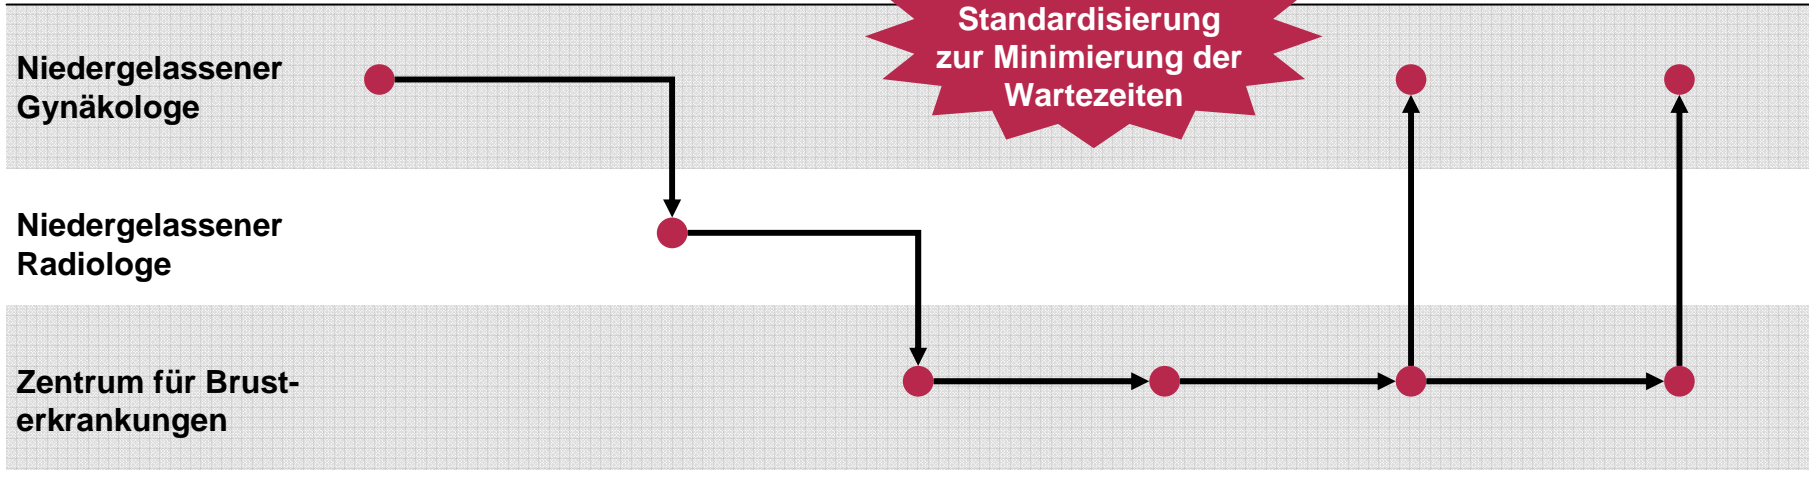 Standardisierung
zur Minimierung der
Wartezeiten
Niedergelassener
Gynäkologe
Niedergelassener
Radiologe
Zentrum für Brust-
erkrankungen